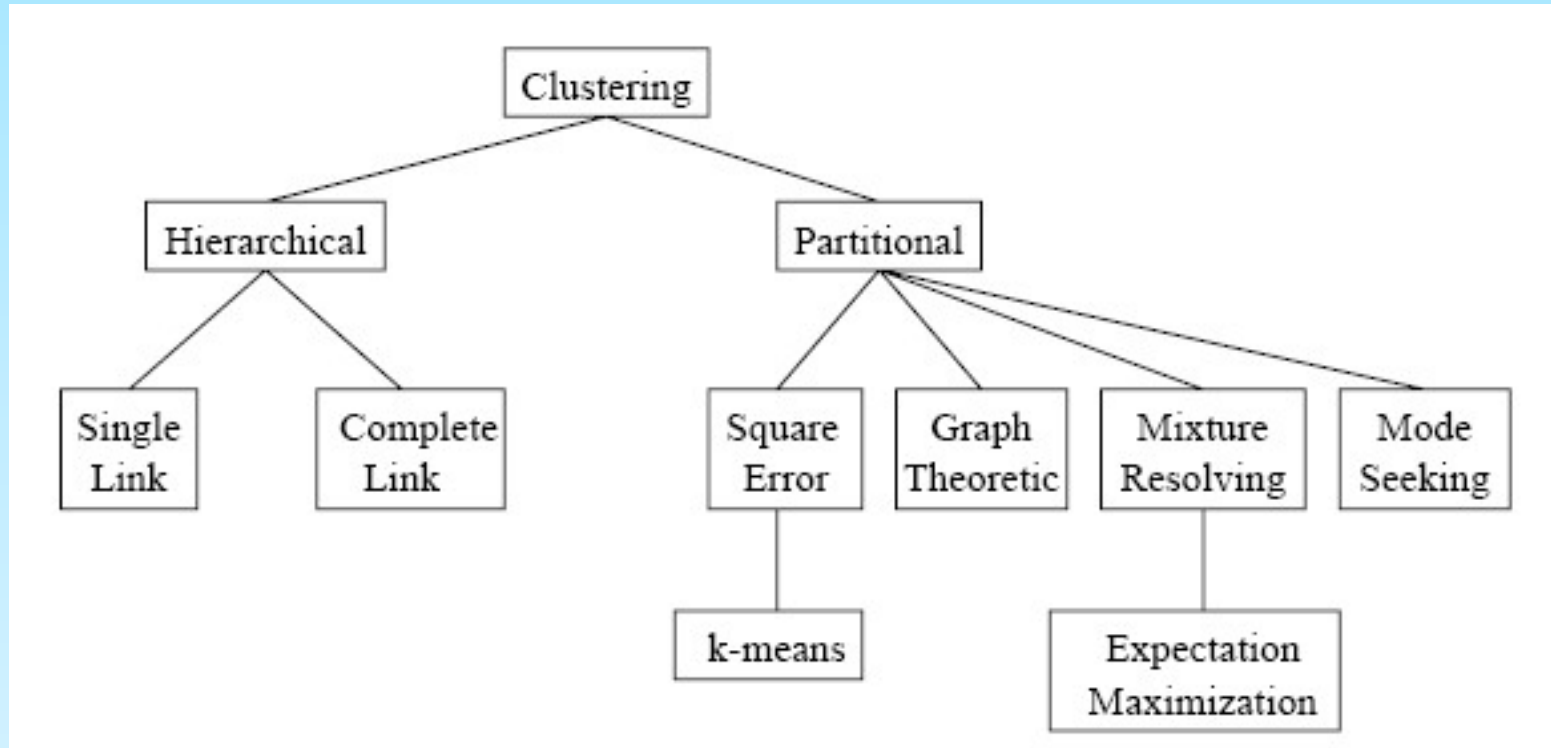 Clustering
Hierarchical
Partitional
Single
Link
Complete
Link
Square
Error
Graph
Theoretic
Mixture
Resolving
Mode
Seeking
k-means
Expectation
Maximization